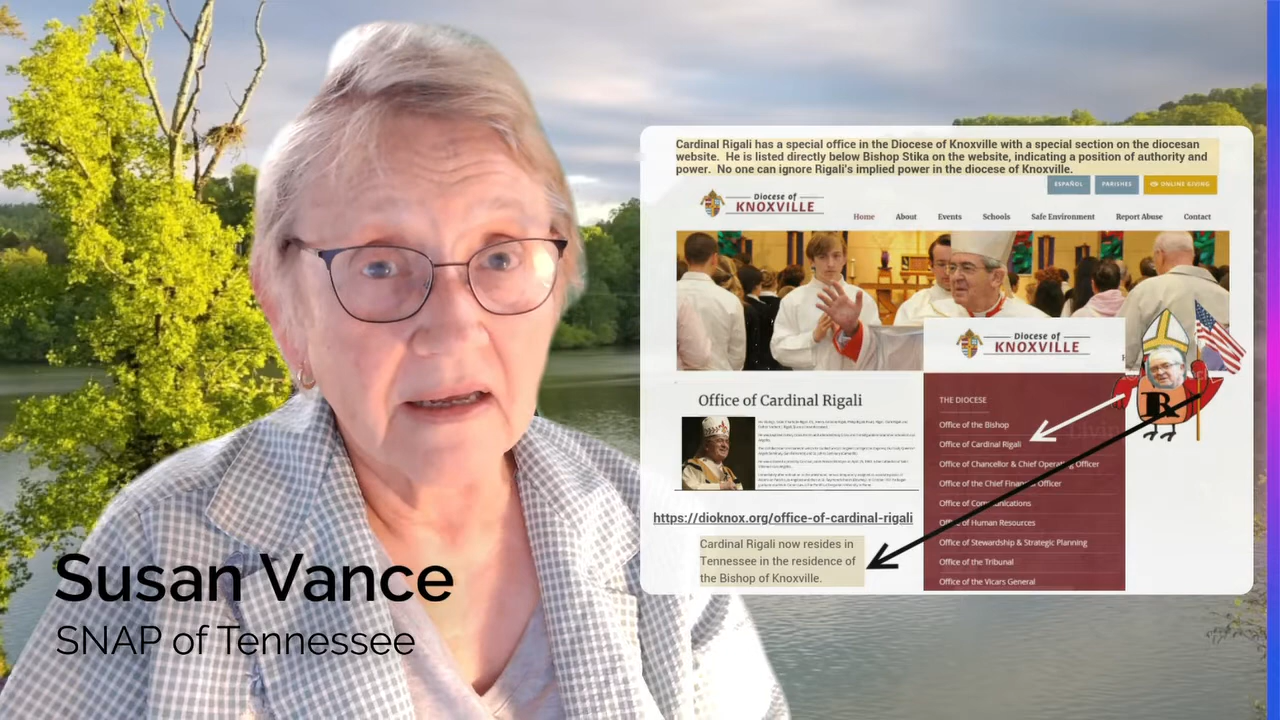 Cardinal Rigali has a special office in the Diocese of Knoxville with a special section on the diocesan
website. He is listed directly below Bishop Stika on the website, indicating a position of authority and
power. No one can ignore Rigali's implied power in the diocese of Knoxville.
ESPAÑOL
PARISHES
ONLINE GIVING
Diocese of
KNOXVILLE
Home About Events Schools Safe Environment Report Abuse Contact
Diocese of
KNOXVILLE
Office of Cardinal Rigali
THE DIOCESE
Office of the Bishop
Office of Cardinal Rigali
Office of Chancellor & Chief Operating Officer
Office of the Chief Financial Officer
Office of Communications
Office of Human Resources
Office of Stewardship & Strategic Planning
Office of the Tribunal
Office of the Vicars General
https://dioknox.org/office-of-cardinal-rigali
Cardinal Rigali now resides in
Tennessee in the residence of
the Bishop of Knoxville.
Susan Vance
SNAP of Tennessee